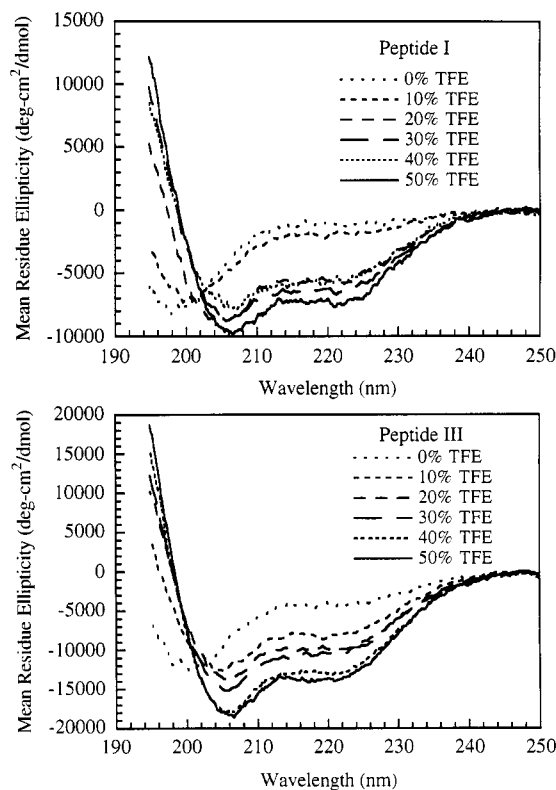 Mean Residue Ellipticity (deg-cm²/dmol)
15000
10000
5000
0
-5000
-10000
Peptide I
0% TFE
10% TFE
20% TFE
30% TFE
40% TFE
50% TFE
190 200 210 220 230 240 250
Wavelength (nm)
Mean Residue Ellipticity (deg-cm²/dmol)
20000
15000
10000
5000
0
-5000
-10000
-15000
-20000
Peptide III
0% TFE
10% TFE
20% TFE
30% TFE
40% TFE
50% TFE
190 200 210 220 230 240 250
Wavelength (nm)